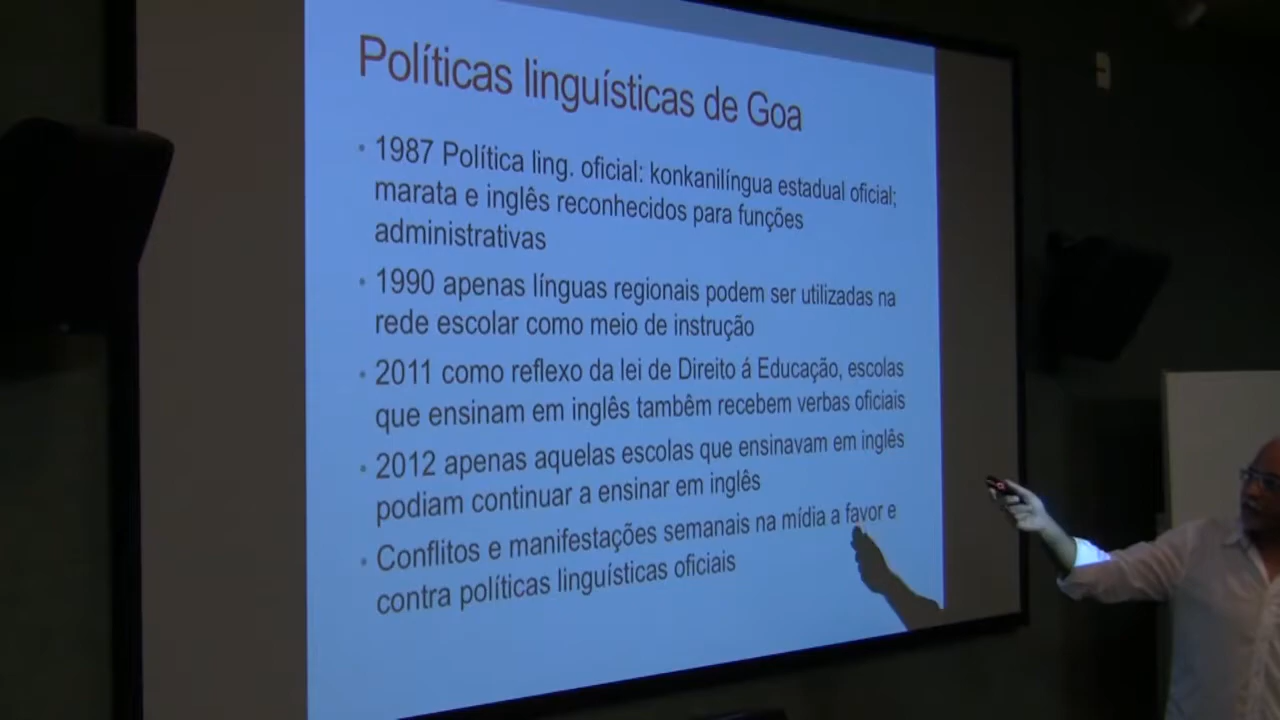 Políticas linguísticas de Goa
• 1987 Política ling. oficial: konkanilíngua estadual oficial;
marata e inglês reconhecidos para funções
administrativas
• 1990 apenas línguas regionais podem ser utilizadas na
rede escolar como meio de instrução
• 2011 como reflexo da lei de Direito á Educação, escolas
que ensinam em inglês tambêm recebem verbas oficiais
• 2012 apenas aquelas escolas que ensinavam em inglês
podiam continuar a ensinar em inglês
• Conflitos e manifestações semanais na mídia a favor e
contra políticas linguísticas oficiais